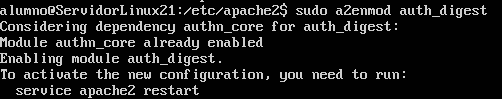 alumno@ServidorLinux21:/etc/apache2$ sudo a2enmod auth_digest
Considering dependency authn_core for auth_digest:
Module authn_core already enabled
Enabling module auth_digest.
To activate the new configuration, you need to run:
  service apache2 restart